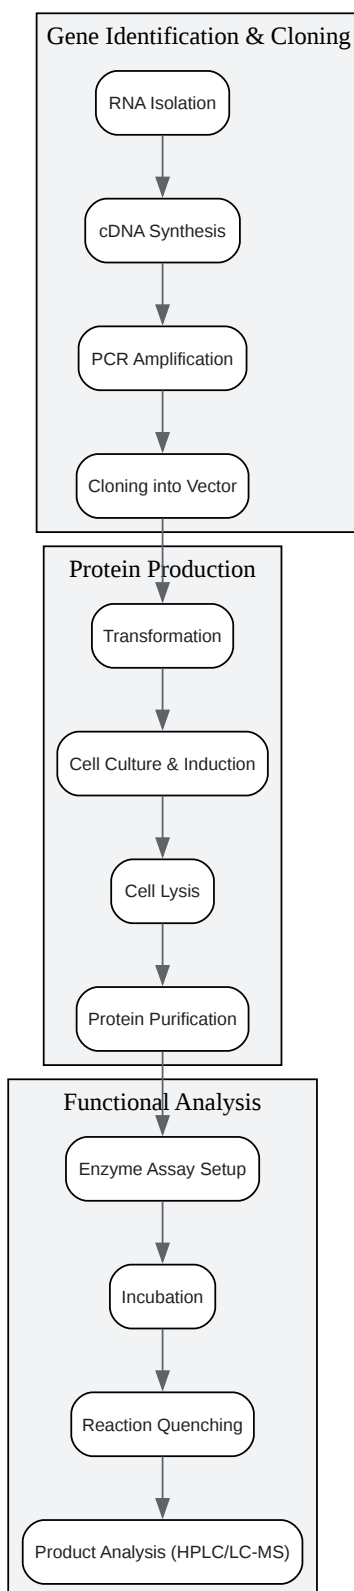 Gene Identification & Cloning
RNA Isolation
cDNA Synthesis
PCR Amplification
Cloning into Vector
Protein Production
Transformation
Cell Culture & Induction
Cell Lysis
Protein Purification
Functional Analysis
Enzyme Assay Setup
Incubation
Reaction Quenching
Product Analysis (HPLC/LC-MS)